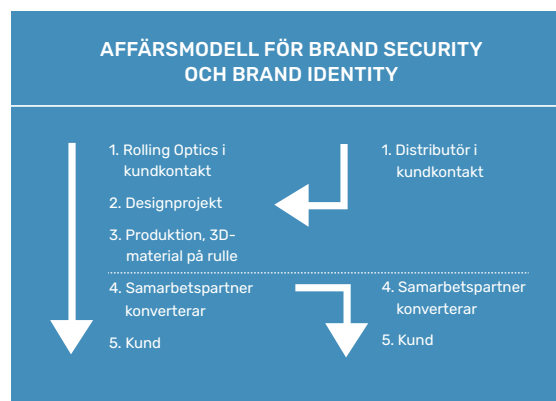 AFFÄRSMODELL FÖR BRAND SECURITY
OCH BRAND IDENTITY
1. Rolling Optics i
kundkontakt
2. Designprojekt
3. Produktion, 3D-
material på rulle
4. Samarbetspartner
konverterar
5. Kund
1. Distributör i
kundkontakt
4. Samarbetspartner
konverterar
5. Kund